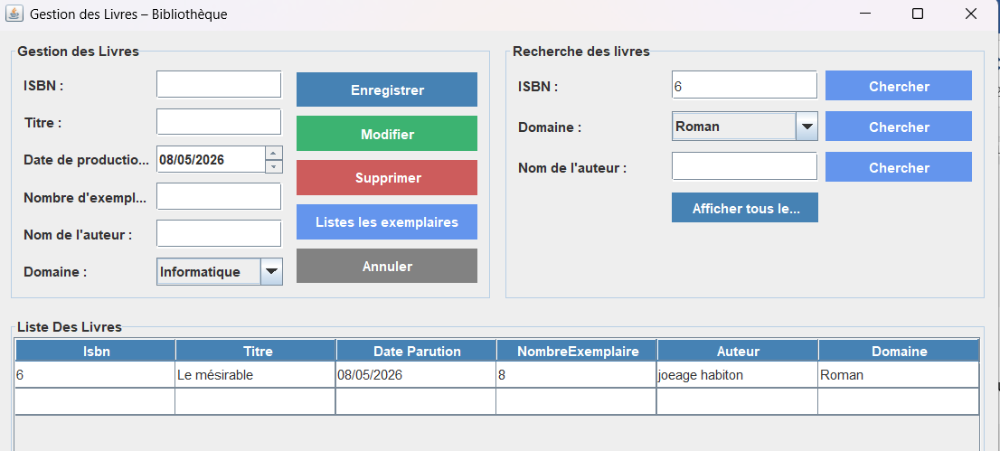 Gestion des Livres – Bibliothèque
Gestion des Livres
ISBN :
Enregistrer
Titre :
Modifier
Date de productio...
08/05/2026
Supprimer
Nombre d'exempl...
Nom de l'auteur :
Listes les exemplaires
Domaine :
Informatique
Annuler
Recherche des livres
ISBN :
6
Chercher
Domaine :
Roman
Chercher
Nom de l'auteur :
Chercher
Afficher tous le...
Liste Des Livres
Isbn Titre Date Parution NombreExemplaire Auteur Domaine
6 Le mésirable 08/05/2026 8 joeage habiton Roman